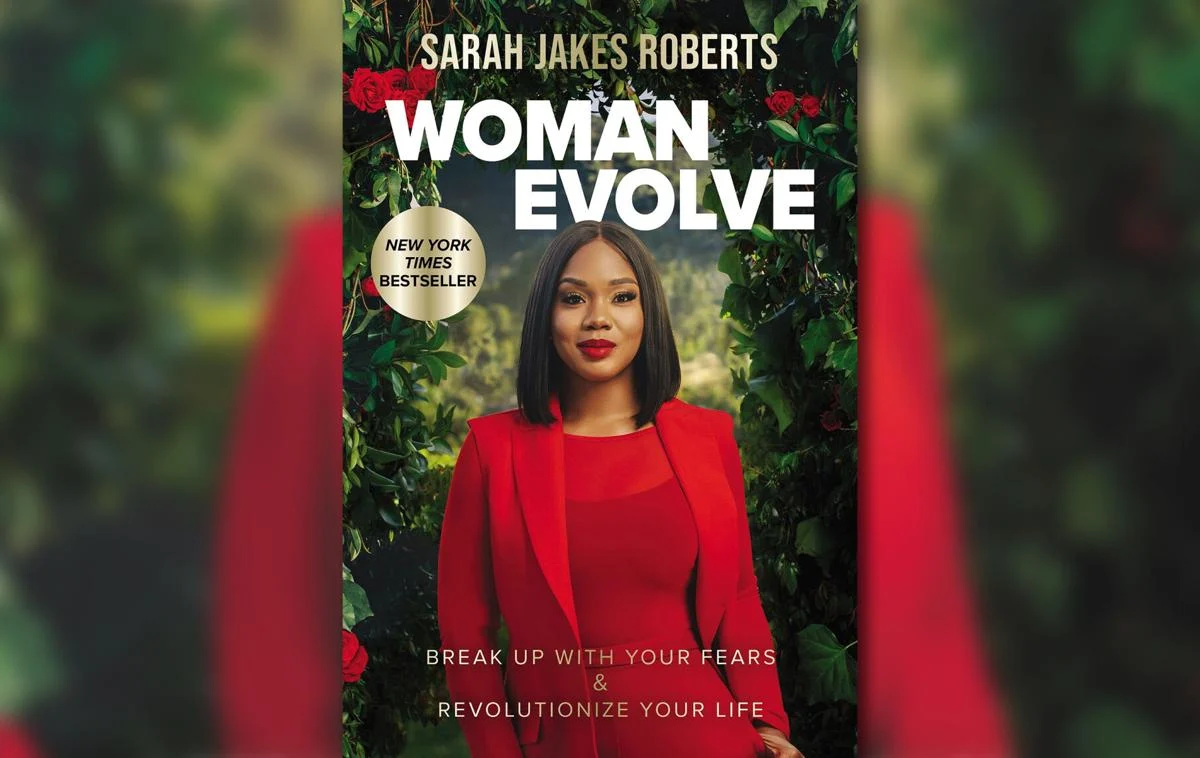 SARAH JAKES ROBERTS
WOMAN
EVOLVE
NEW YORK
TIMES
BESTSELLER
BREAK UP WITH YOUR FEARS
&
REVOLUTIONIZE YOUR LIFE